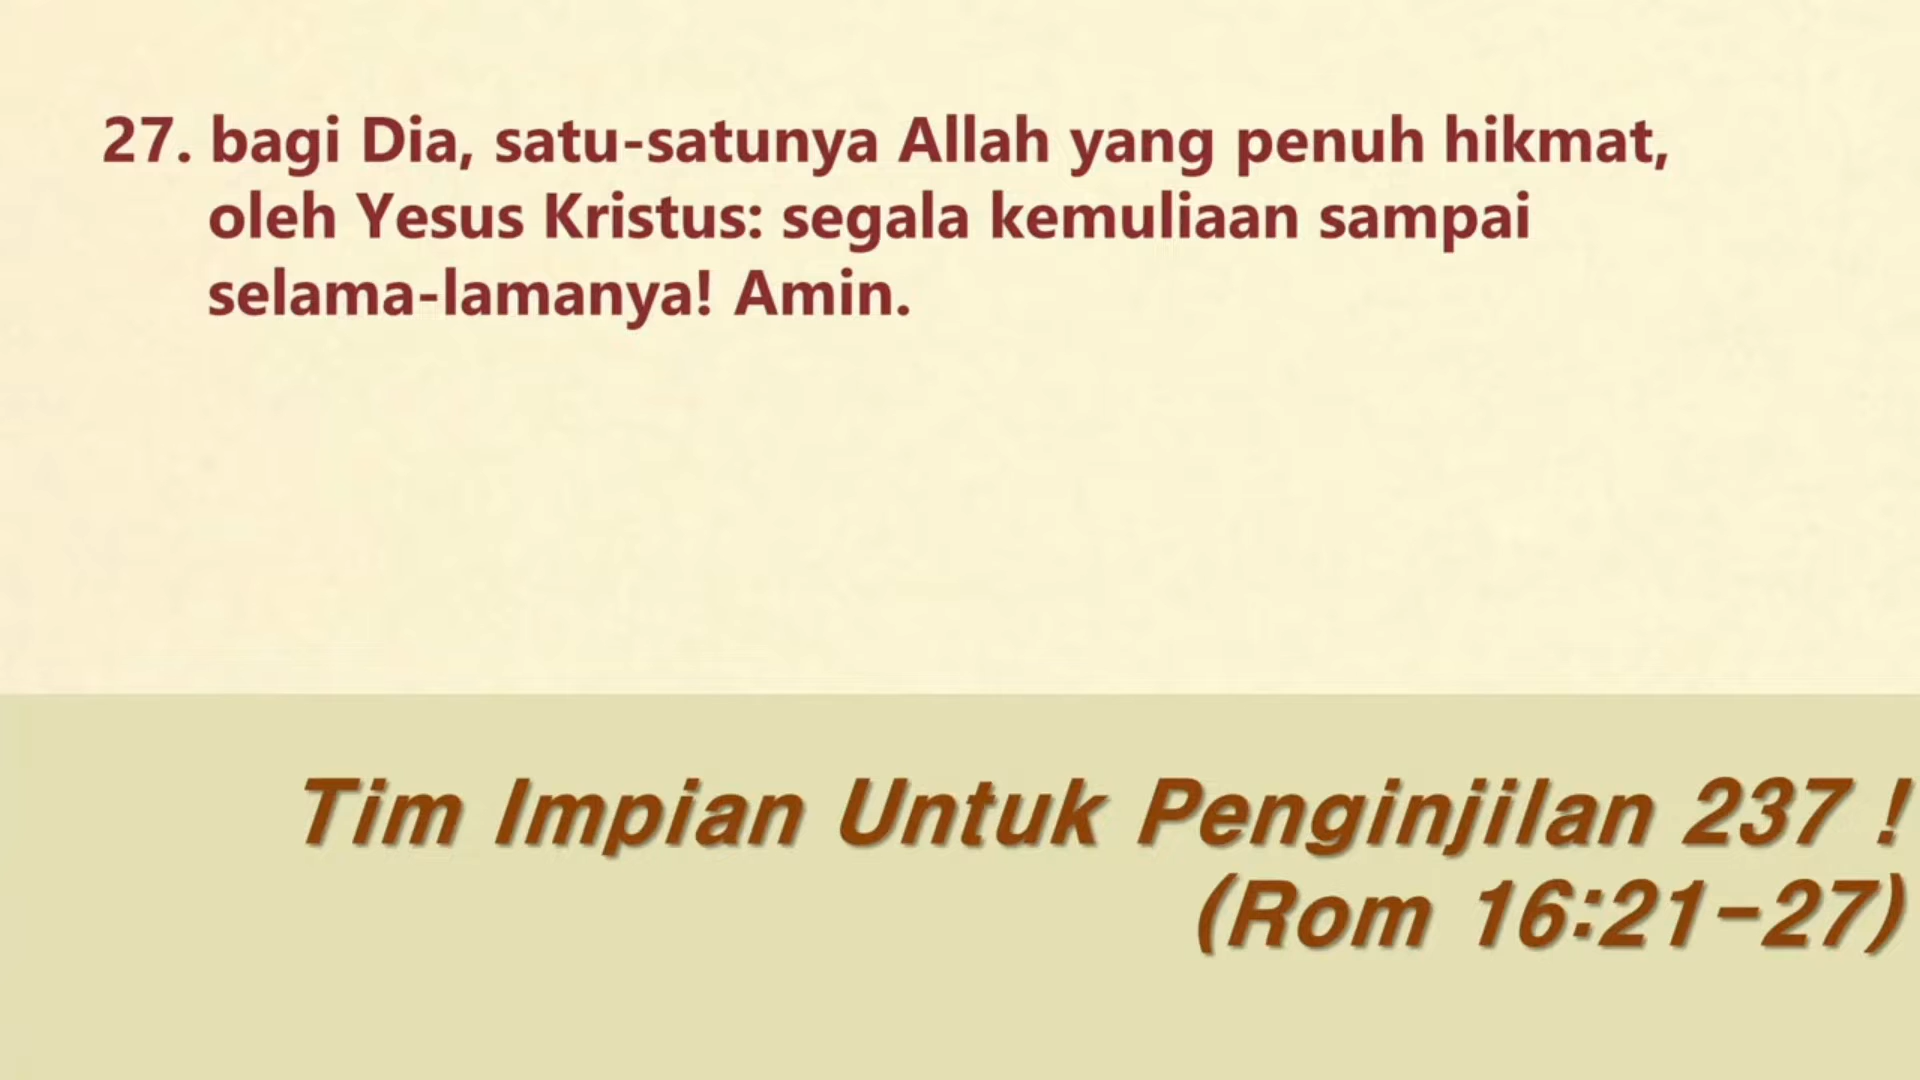 27. bagi Dia, satu-satunya Allah yang penuh hikmat,
oleh Yesus Kristus: segala kemuliaan sampai
selama-lamanya! Amin.
Tim Impian Untuk Penginjilan 237 !
(Rom 16:21-27)